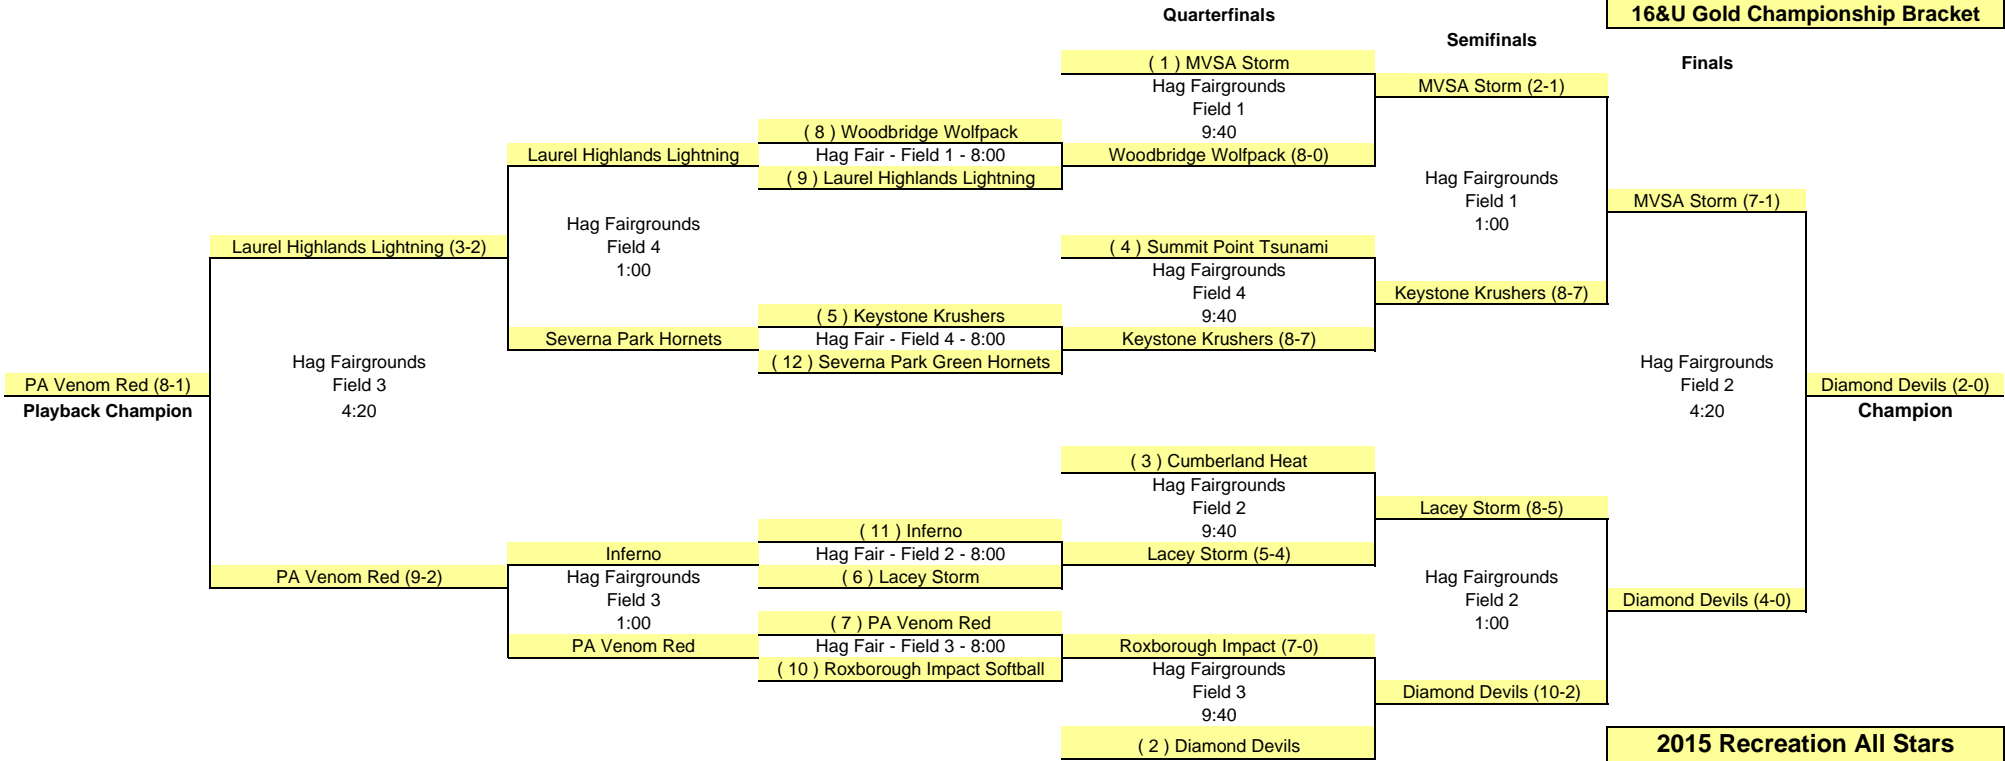 16&U Gold Championship Bracket
Quarterfinals
Semifinals
Finals
( 1 ) MVSA Storm
Hag Fairgrounds
MVSA Storm (2-1)
Field 1
( 8 ) Woodbridge Wolfpack
9:40
Laurel Highlands Lightning
Hag Fair - Field 1 - 8:00
Woodbridge Wolfpack (8-0)
( 9 ) Laurel Highlands Lightning
Hag Fairgrounds
Field 1
MVSA Storm (7-1)
Hag Fairgrounds
1:00
Laurel Highlands Lightning (3-2)
Field 4
( 4 ) Summit Point Tsunami
1:00
Hag Fairgrounds
Field 4
Keystone Krushers (8-7)
( 5 ) Keystone Krushers
9:40
Severna Park Hornets
Hag Fair - Field 4 - 8:00
Keystone Krushers (8-7)
Hag Fairgrounds
( 12 ) Severna Park Green Hornets
Hag Fairgrounds
PA Venom Red (8-1)
Field 3
Field 2
Diamond Devils (2-0)
Playback Champion
4:20
4:20
Champion
( 3 ) Cumberland Heat
Hag Fairgrounds
Field 2
Lacey Storm (8-5)
( 11 ) Inferno
9:40
Inferno
Hag Fair - Field 2 - 8:00
Lacey Storm (5-4)
PA Venom Red (9-2)
Hag Fairgrounds
( 6 ) Lacey Storm
Hag Fairgrounds
Field 3
Field 2
Diamond Devils (4-0)
1:00
( 7 ) PA Venom Red
1:00
PA Venom Red
Hag Fair - Field 3 - 8:00
Roxborough Impact (7-0)
( 10 ) Roxborough Impact Softball
Hag Fairgrounds
Field 3
Diamond Devils (10-2)
9:40
( 2 ) Diamond Devils
2015 Recreation All Stars